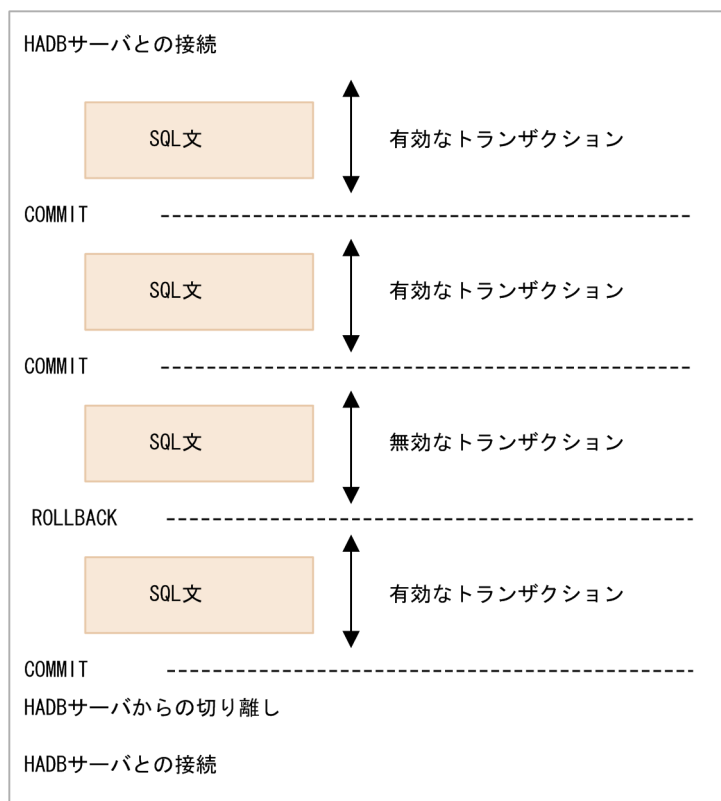 HADBサーバとの接続
SQL文 有効なトランザクション
COMMIT
SQL文 有効なトランザクション
COMMIT
SQL文 無効なトランザクション
ROLLBACK
SQL文 有効なトランザクション
COMMIT
HADBサーバからの切り離し
HADBサーバとの接続